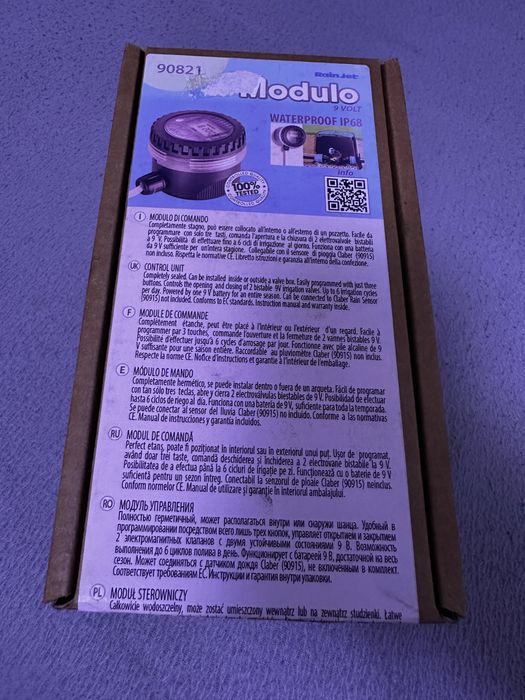 90821
RainJet
Modulo
9 VOLT
WATERPROOF IP68
100%
TESTED
info
I MODULO DI COMANDO
Completamente stagno, può essere collocato all'interno o all'esterno di un pozzetto. Facile da
programmare con solo tre tasti, comanda l'apertura e la chiusura di 2 elettrovalvole bistabili
a 9V. Possibilità di effettuare fino a 6 cicli di irrigazione al giorno. Funziona con una batteria
da 9 V sufficiente per un'intera stagione. Collegabile con il sensore di pioggia Claber (90915)
non incluso. Rispetta le normative CE. Libretto istruzioni e garanzia all'interno della confezione.
UK CONTROL UNIT
Completely sealed. Can be installed inside or outside a valve box. Easily programmed with just three
buttons. Controls the opening and closing of 2 bistable 9V irrigation valves. Up to 6 irrigation cycles
per day. Powered by one 9 V battery for an entire season. Can be connected to Claber Rain Sensor
(90915) not included. Conforms to EC standards. Instruction manual and warranty inside.
F MODULE DE COMMANDE
Complètement étanche, peut être placé à l'intérieur ou l'extérieur d'un regard. Facile à
programmer par 3 touches, commande l'ouverture et la fermeture de 2 vannes bistables 9 V.
Possibilité d'effectuer jusqu'à 6 cycles d'arrosage par jour. Fonctionne avec pile alcaline de 9
V suffisante pour une saison entière. Raccordable au pluviomètre Claber (90915) non inclus.
Respecte la norme CE. Notice d'instructions et garantie à l'intérieur de l'emballage.
E MÓDULO DE MANDO
Completamente hermético, se puede instalar dentro o fuera de un arqueta. Fácil de programar
con tan sólo tres teclas, abre y cierra 2 electroválvulas biestables de 9 V. Posibilidad de efectuar
hasta 6 ciclos de riego al día. Funciona con una batería de 9 V, suficiente para toda la temporada.
Se puede conectar al sensor del lluvia Claber (90915) no incluido. Conforme a las normativas
CE. Manual de instrucciones y garantía incluidos.
RU MODUL DE COMANDĂ
Perfect etanș, poate fi poziționat în interiorul sau în exteriorul unui puț. Ușor de programat,
având doar trei taste, comandă deschiderea și închiderea a 2 electrovane bistabile la 9 V.
Posibilitatea de a efectua până la 6 cicluri de irigație pe zi. Funcționează cu o baterie de 9 V
suficientă pentru un sezon întreg. Conectabil la senzorul de ploaie Claber (90915) neinclus.
Conform normelor CE. Manual de utilizare și garanție în interiorul ambalajului.
RO МОДУЛЬ УПРАВЛЕНИЯ
Полностью герметичный, может располагаться внутри или снаружи шанца. Удобный в
программировании посредством всего лишь трех кнопок, управляет открытием и закрытием
2 электромагнитных клапанов с двумя устойчивыми состояниями 9 В. Возможность
выполнения до 6 циклов полива в день. Функционирует с батареей 9 В, достаточной на весь
сезон. Может соединяться с датчиком дождя Claber (90915), не включенным в комплект.
Соответствует требованиям ЕС. Инструкции и гарантия внутри упаковки.
PL MODUŁ STEROWNICZY
Całkowicie wodoszczelny, może zostać umieszczony wewnątrz lub na zewnątrz studzienki. Łatwe